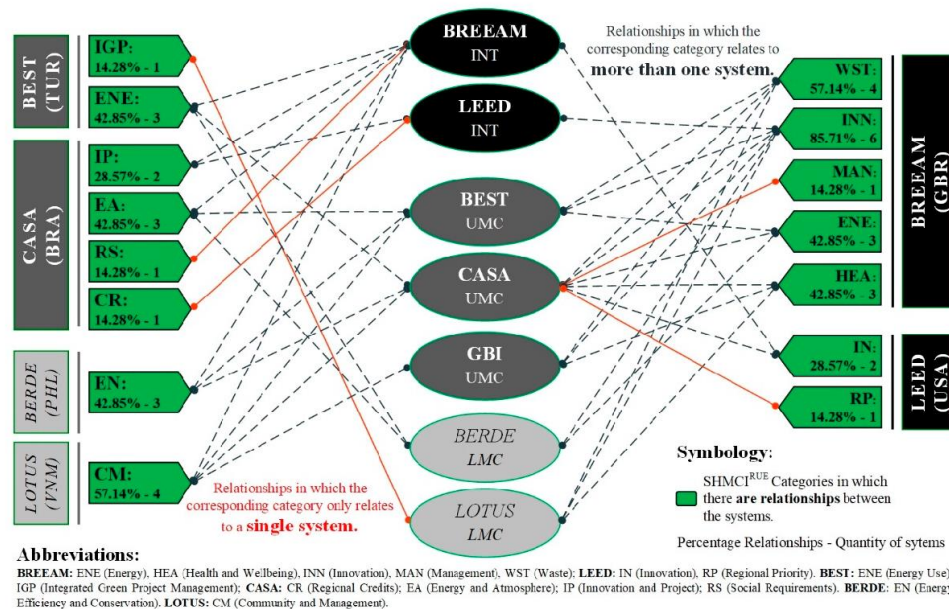 BEST
(TUR)
IGP:
14.28% - 1
ENE:
42.85% - 3
CASA
(BRA)
IP:
28.57% - 2
EA:
42.85% - 3
RS:
14.28% - 1
CR:
14.28% - 1
BERDE
(PHL)
EN:
42.85% - 3
LOTUS
(VNM)
CM:
57.14% - 4
BREEAM
INT
LEED
INT
BEST
UMC
CASA
UMC
GBI
UMC
BERDE
LMC
LOTUS
LMC
Relationships in which the
corresponding category relates to
more than one system.
Relationships in which the
corresponding category only relates
to a single system.
WST:
57.14% - 4
INN:
85.71% - 6
MAN:
14.28% - 1
ENE:
42.85% - 3
HEA:
42.85% - 3
BREEAM
(GBR)
IN:
28.57% - 2
RP:
14.28% - 1
LEED
(USA)
Symbology:
SHMCI^RUE Categories in which
there are relationships between
the systems.
Percentage Relationships - Quantity of sytems
Abbreviations:
BREEAM: ENE (Energy), HEA (Health and Wellbeing), INN (Innovation), MAN (Management), WST (Waste); LEED: IN (Innovation), RP (Regional Priority). BEST: ENE (Energy Use);
IGP (Integrated Green Project Management); CASA: CR (Regional Credits); EA (Energy and Atmosphere); IP (Innovation and Project); RS (Social Requirements). BERDE: EN (Energy
Efficiency and Conservation). LOTUS: CM (Community and Management).